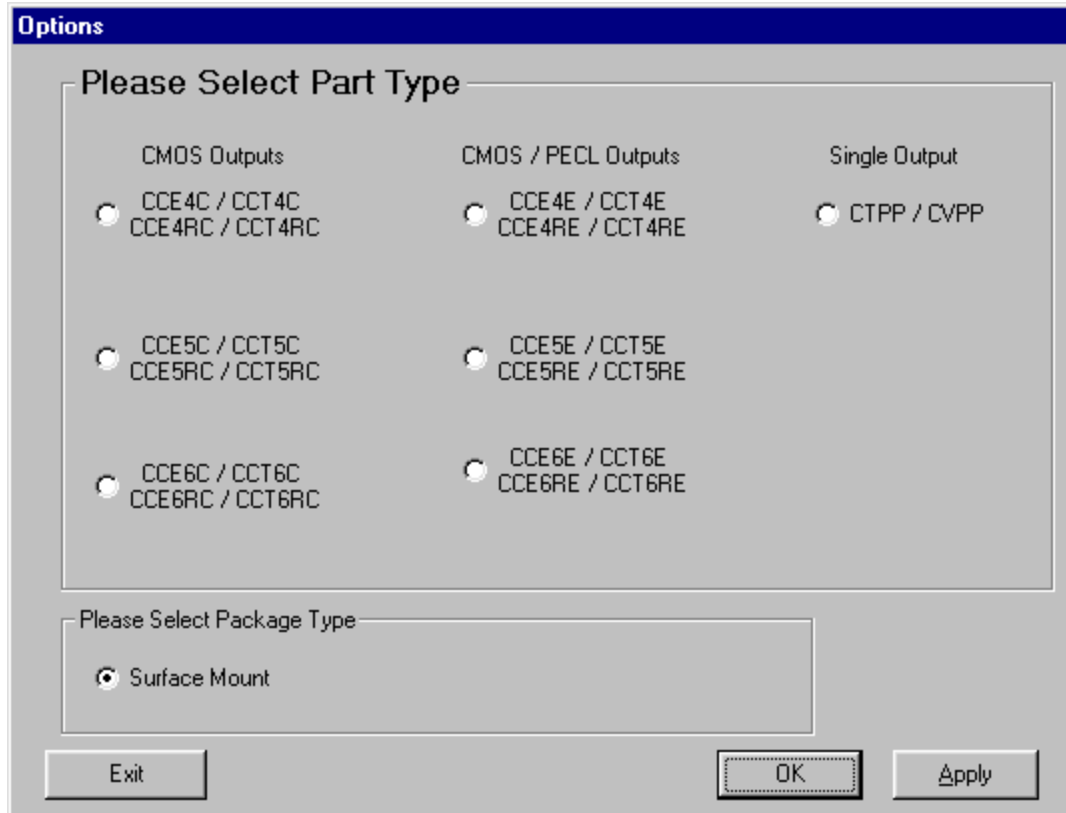 Options
Please Select Part Type
CMOS Outputs
CMOS / PECL Outputs
Single Output
CCE4C / CCT4C
CCE4RC / CCT4RC
CCE4E / CCT4E
CCE4RE / CCT4RE
CTPP / CVPP
CCE5C / CCT5C
CCE5RC / CCT5RC
CCE5E / CCT5E
CCE5RE / CCT5RE
CCE6C / CCT6C
CCE6RC / CCT6RC
CCE6E / CCT6E
CCE6RE / CCT6RE
Please Select Package Type
Surface Mount
Exit
OK
Apply